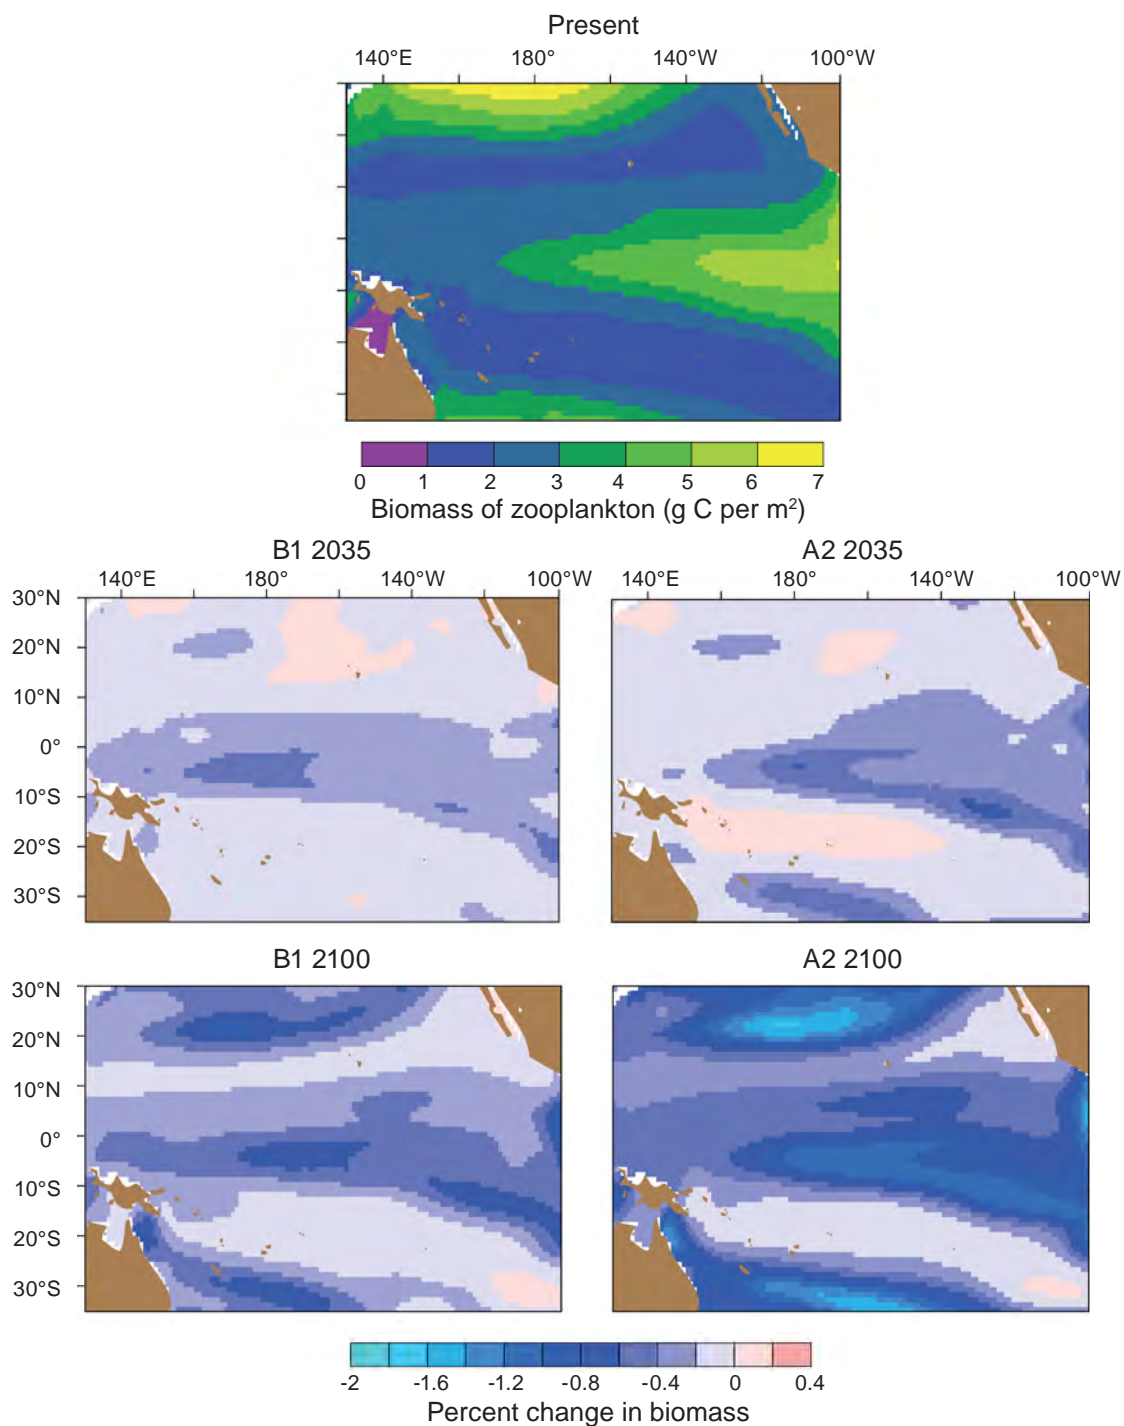 Present
140°E 180° 140°W 100°W
0 1 2 3 4 5 6 7
Biomass of zooplankton (g C per m²)
B1 2035 A2 2035
140°E 180° 140°W 100°W 140°E 180° 140°W 100°W
30°N
20°N
10°N
0°
10°S
20°S
30°S
B1 2100 A2 2100
30°N
20°N
10°N
0°
10°S
20°S
30°S
-2 -1.6 -1.2 -0.8 -0.4 0 0.4
Percent change in biomass